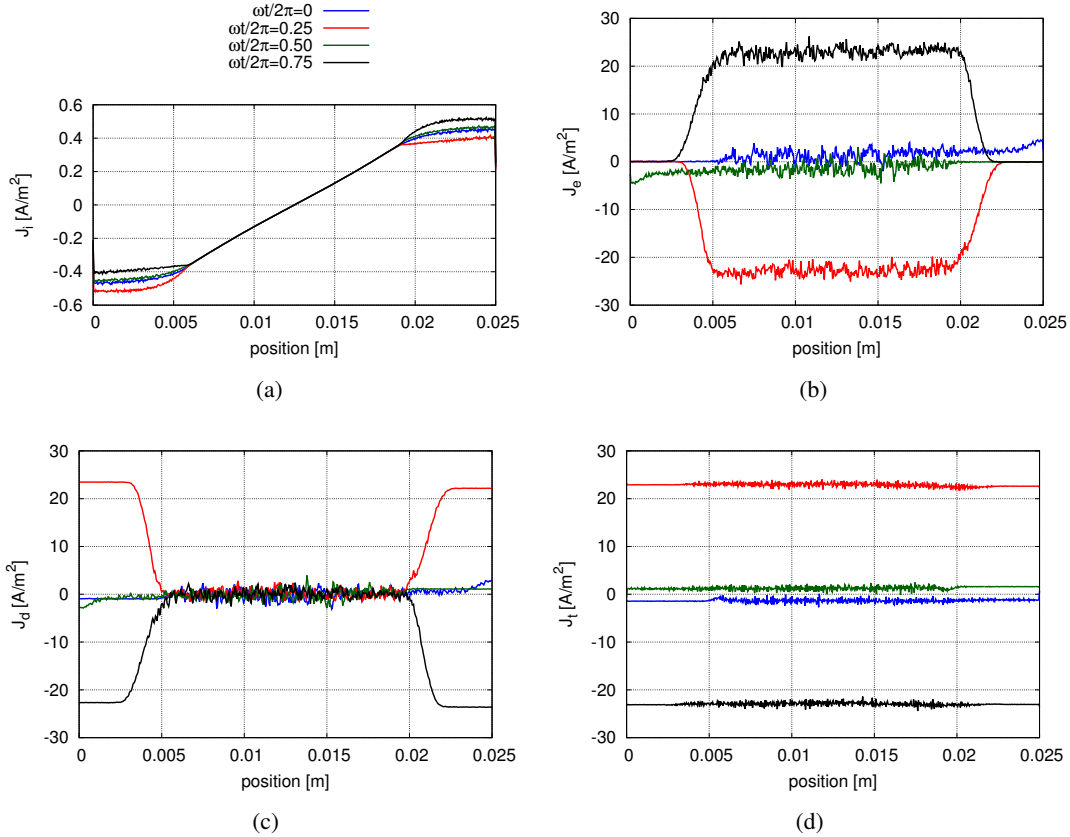 ωt/2π=0
ωt/2π=0.25
ωt/2π=0.50
ωt/2π=0.75
0.6
0.4
0.2
0
-0.2
-0.4
-0.6
J_i [A/m²]
0 0.005 0.01 0.015 0.02 0.025
position [m]
(a)
30
20
10
0
-10
-20
-30
J_e [A/m²]
0 0.005 0.01 0.015 0.02 0.025
position [m]
(b)
30
20
10
0
-10
-20
-30
J_d [A/m²]
0 0.005 0.01 0.015 0.02 0.025
position [m]
(c)
30
20
10
0
-10
-20
-30
J_t [A/m²]
0 0.005 0.01 0.015 0.02 0.025
position [m]
(d)